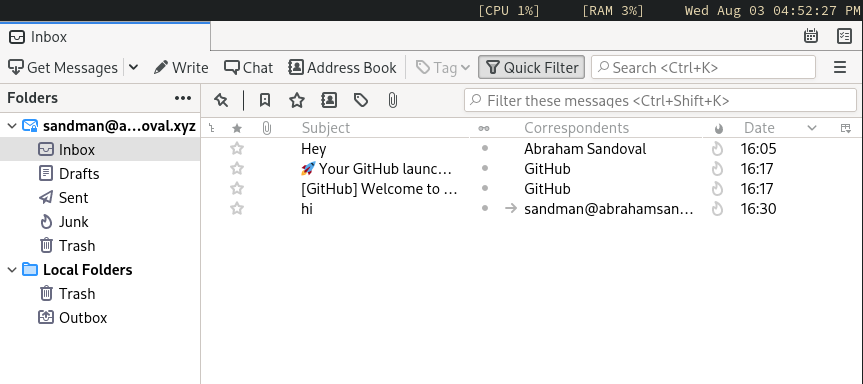 [CPU 1%] [RAM 3%] Wed Aug 03 04:52:27 PM
Inbox
Get Messages Write Chat Address Book Tag Quick Filter Search <Ctrl+K>
Folders ••• Filter these messages <Ctrl+Shift+K>
sandman@a...oval.xyz Subject Correspondents Date
Inbox Hey Abraham Sandoval 16:05
Drafts 🚀 Your GitHub launc... GitHub 16:17
Sent [GitHub] Welcome to ... GitHub 16:17
Junk hi → sandman@abrahamsan... 16:30
Trash
Local Folders
Trash
Outbox